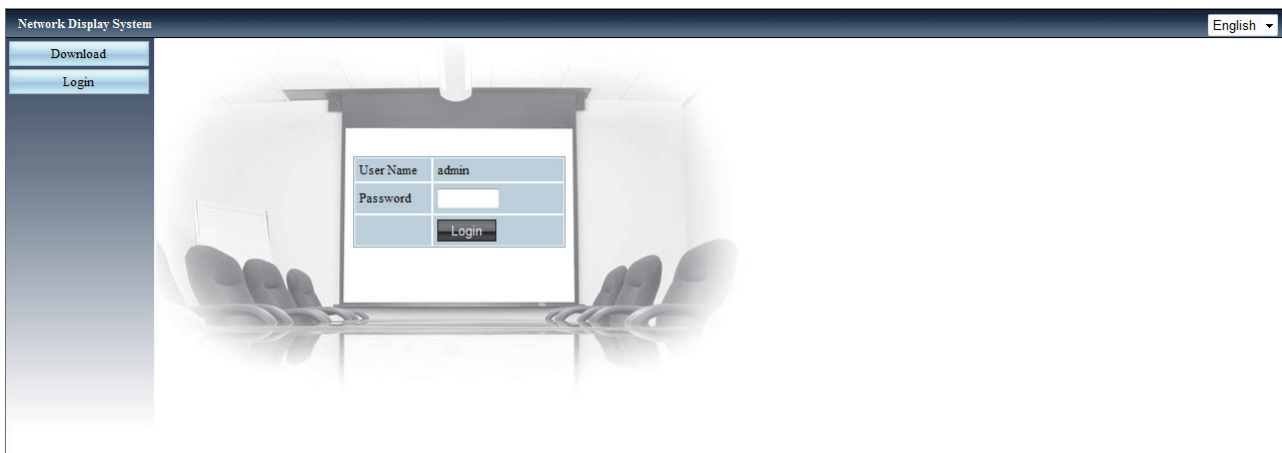 Network Display System
English
Download
Login
User Name admin
Password
Login